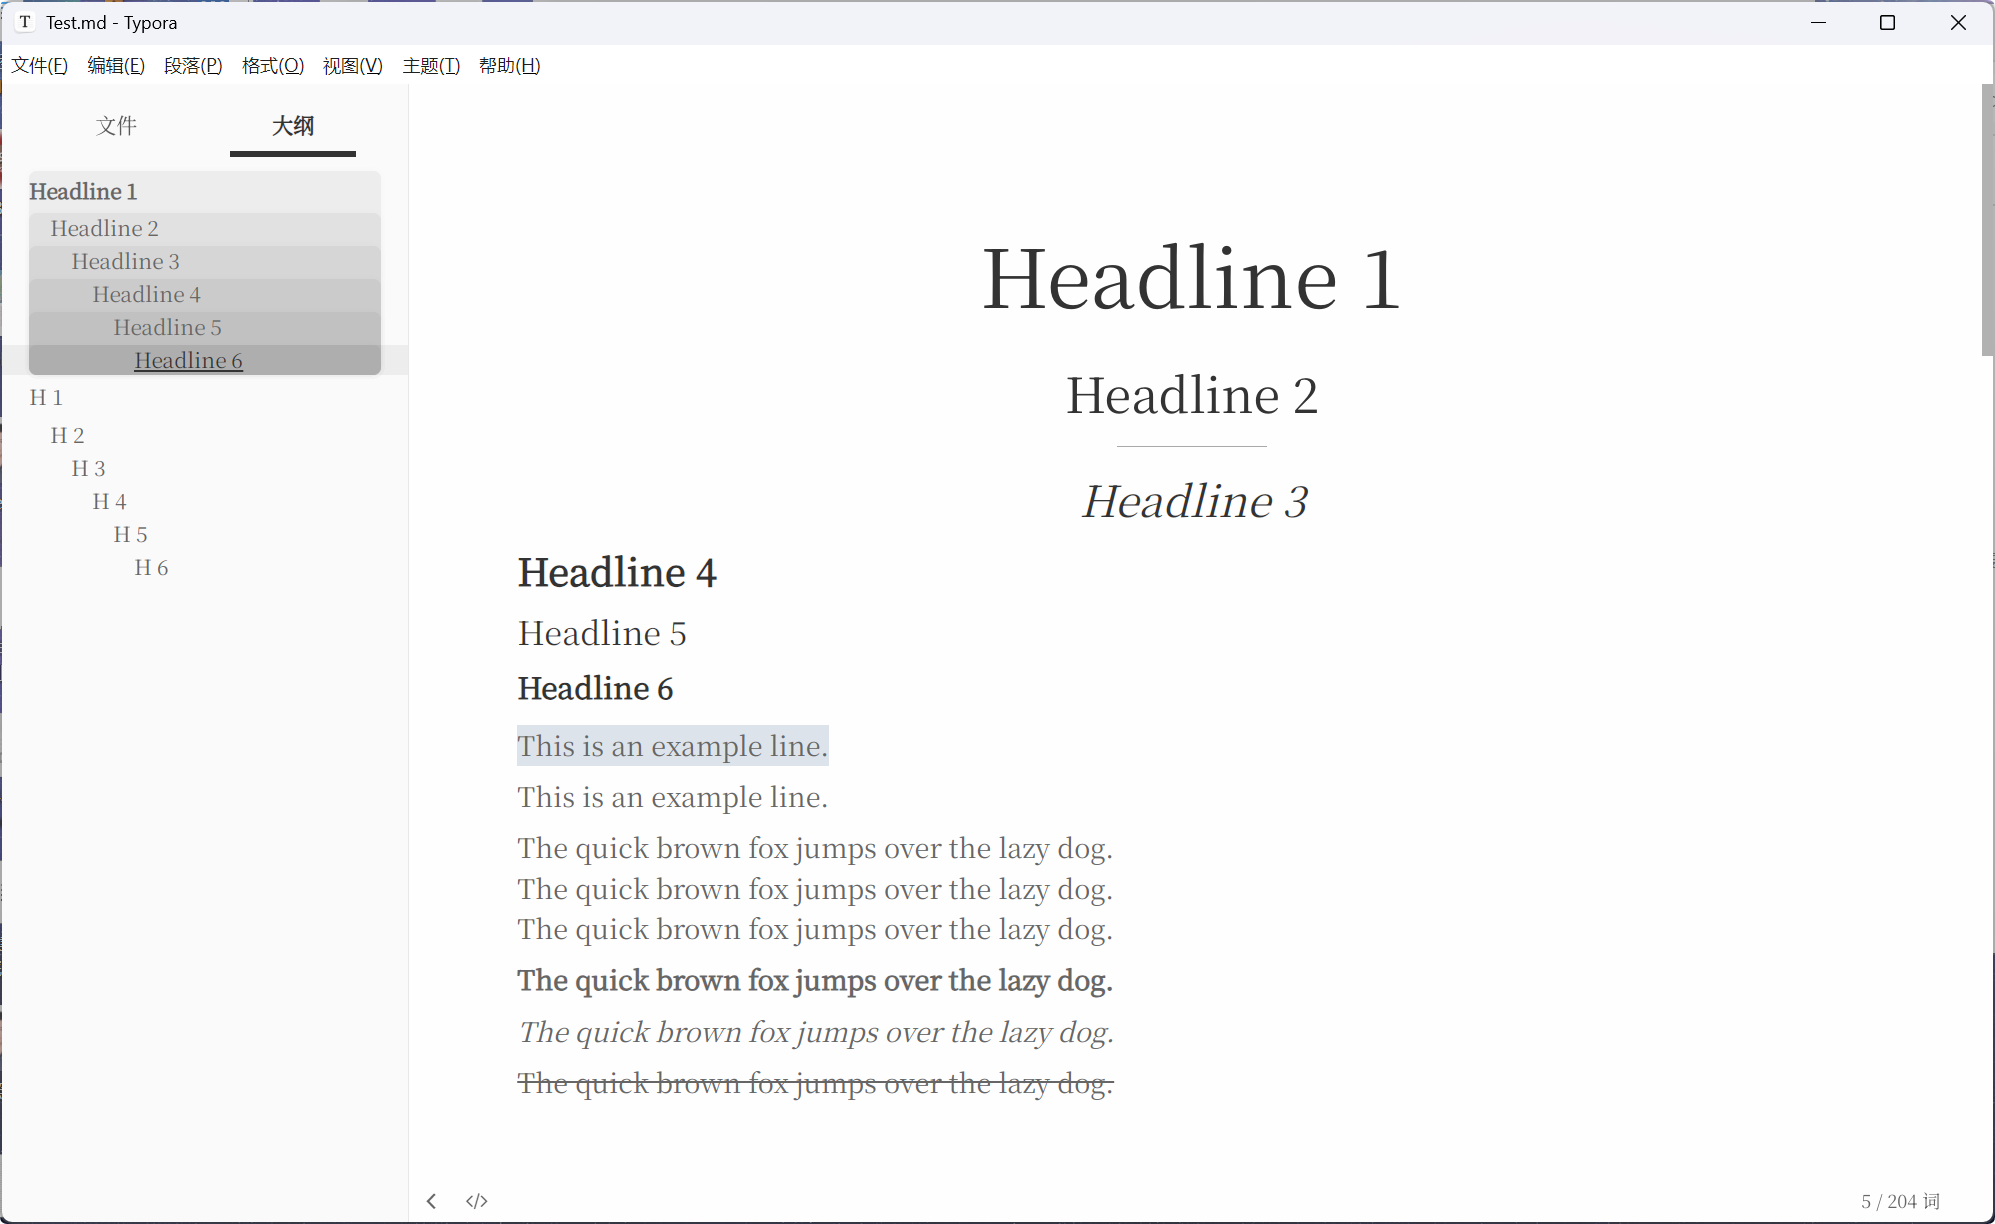 T Test.md - Typora
文件(F) 编辑(E) 段落(P) 格式(O) 视图(V) 主题(T) 帮助(H)
文件 大纲
Headline 1
Headline 2
Headline 3
Headline 4
Headline 5
Headline 6
H 1
H 2
H 3
H 4
H 5
H 6
Headline 1
Headline 2
Headline 3
Headline 4
Headline 5
Headline 6
This is an example line.
This is an example line.
The quick brown fox jumps over the lazy dog.
The quick brown fox jumps over the lazy dog.
The quick brown fox jumps over the lazy dog.
The quick brown fox jumps over the lazy dog.
The quick brown fox jumps over the lazy dog.
The quick brown fox jumps over the lazy dog.
</> 5 / 204 词